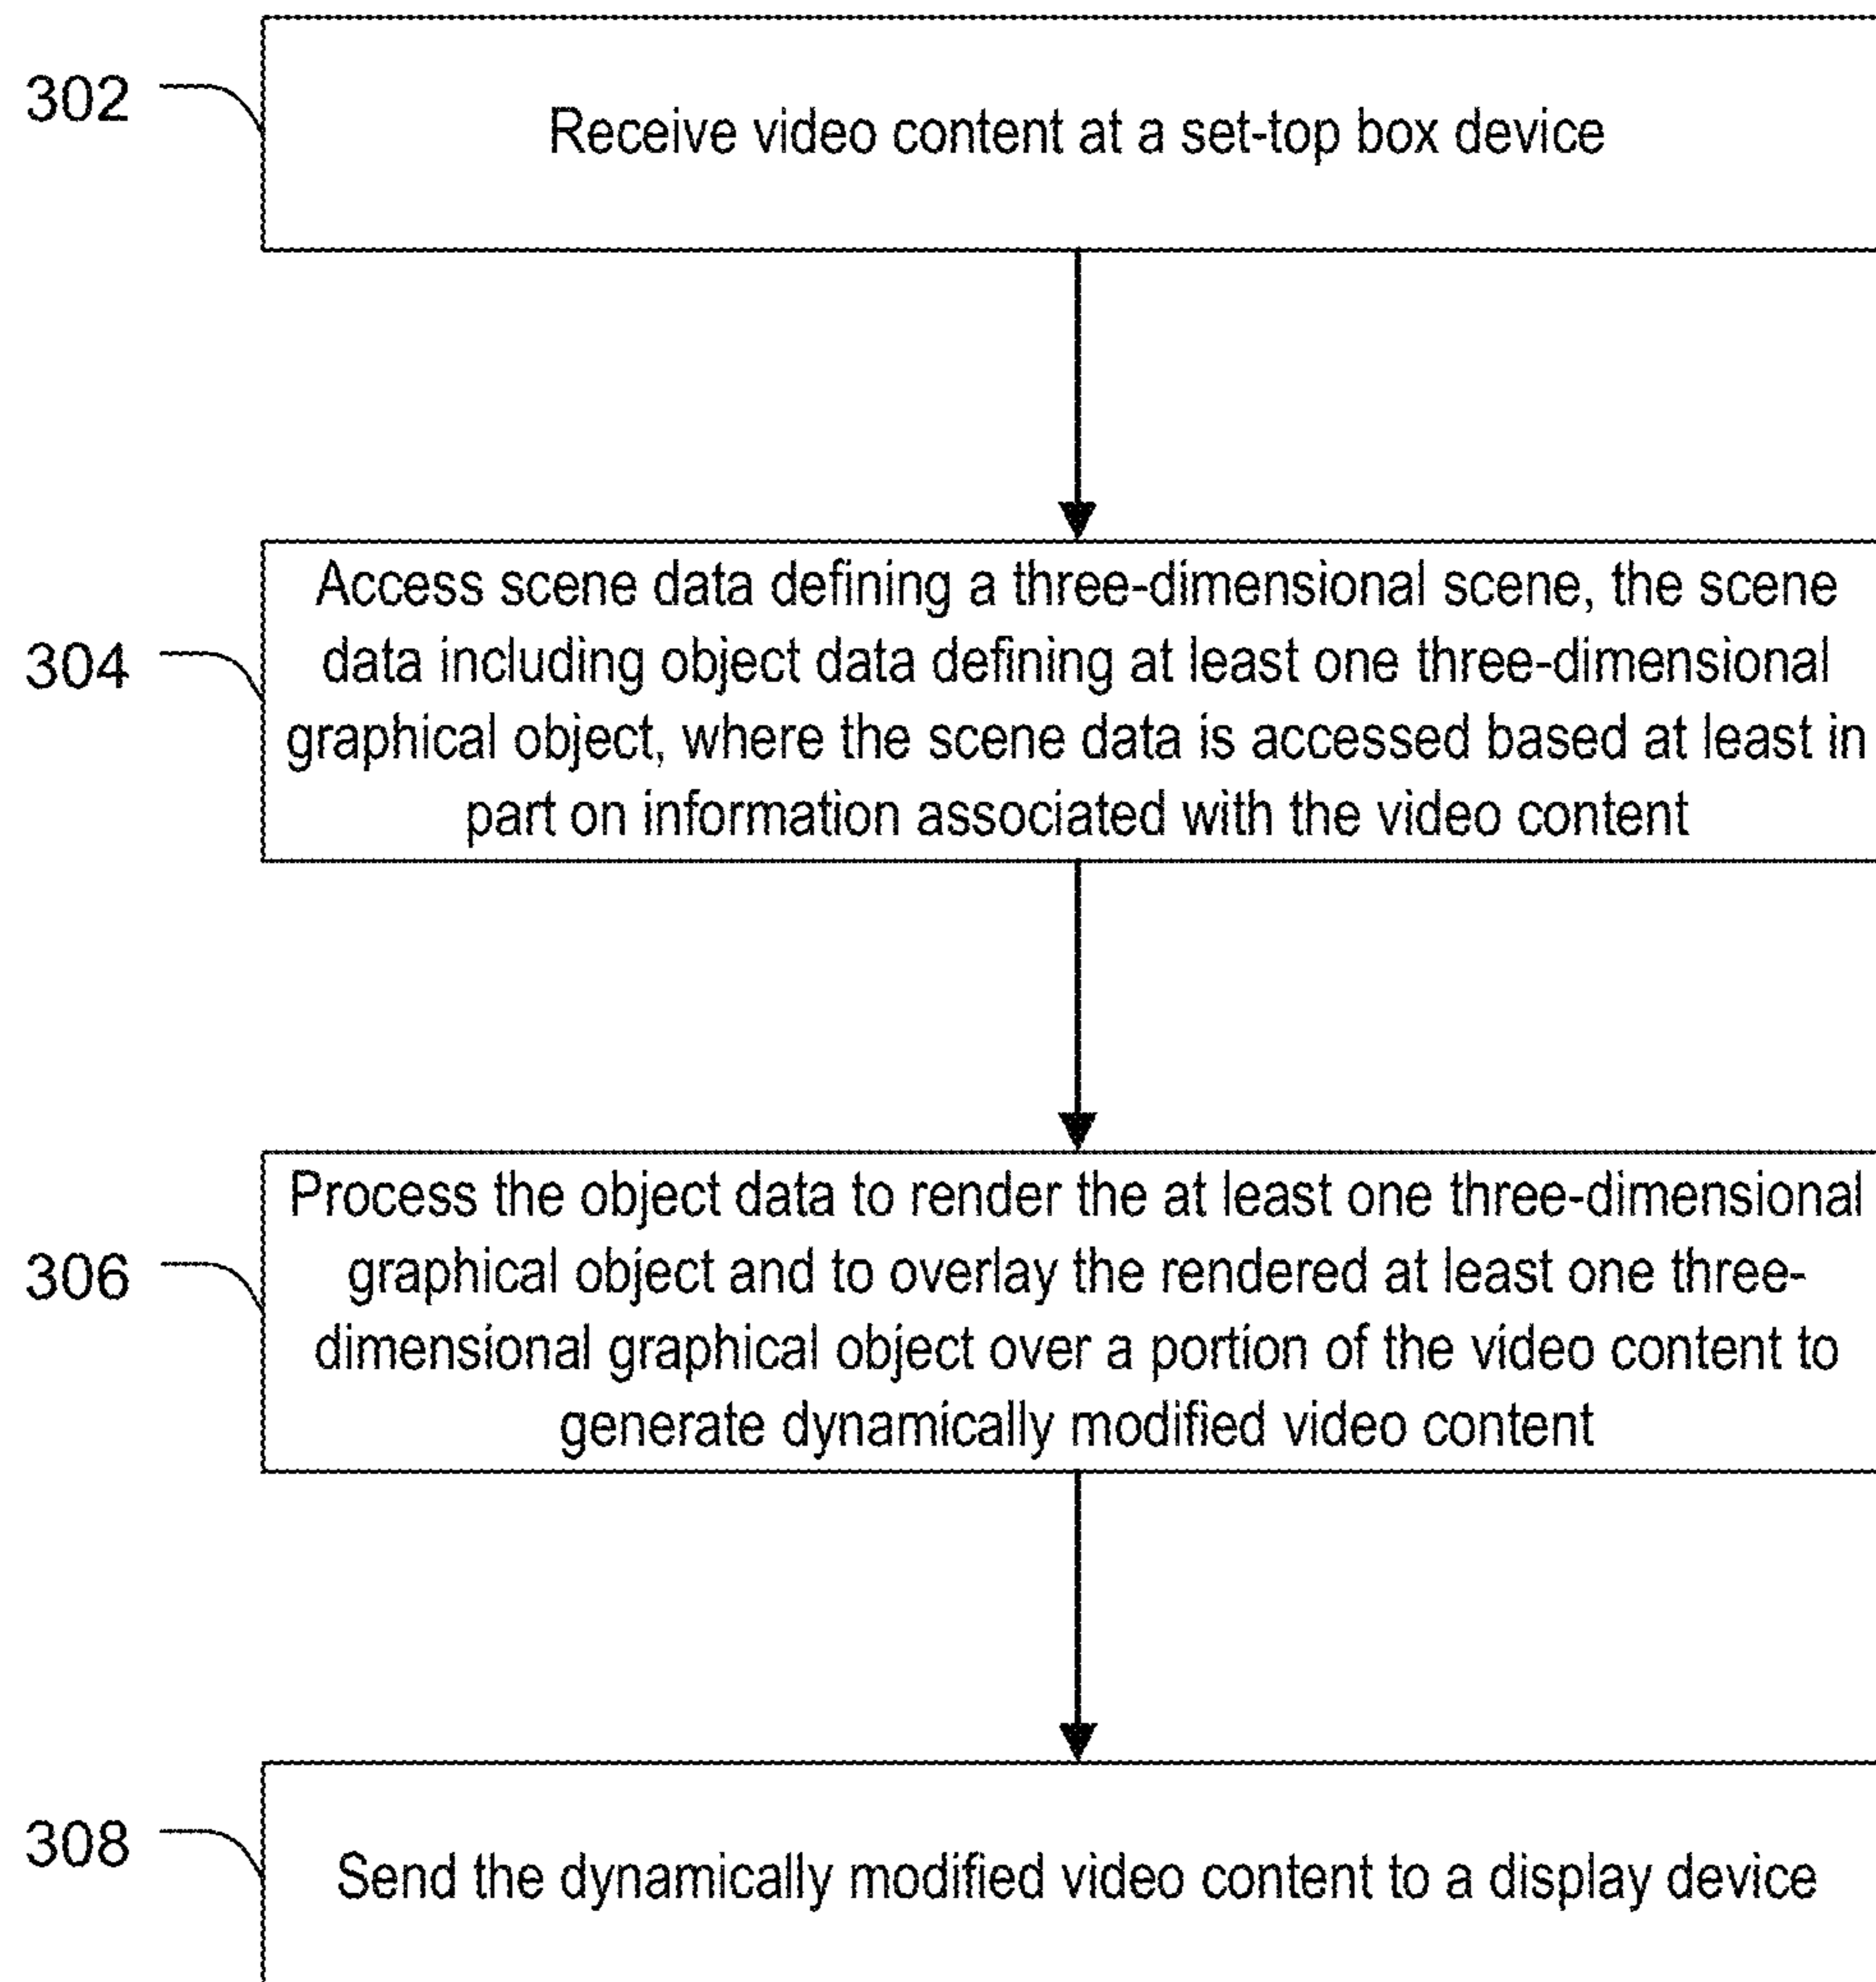 302
Receive video content at a set-top box device
304
Access scene data defining a three-dimensional scene, the scene
data including object data defining at least one three-dimensional
graphical object, where the scene data is accessed based at least in
part on information associated with the video content
306
Process the object data to render the at least one three-dimensional
graphical object and to overlay the rendered at least one three-
dimensional graphical object over a portion of the video content to
generate dynamically modified video content
308
Send the dynamically modified video content to a display device